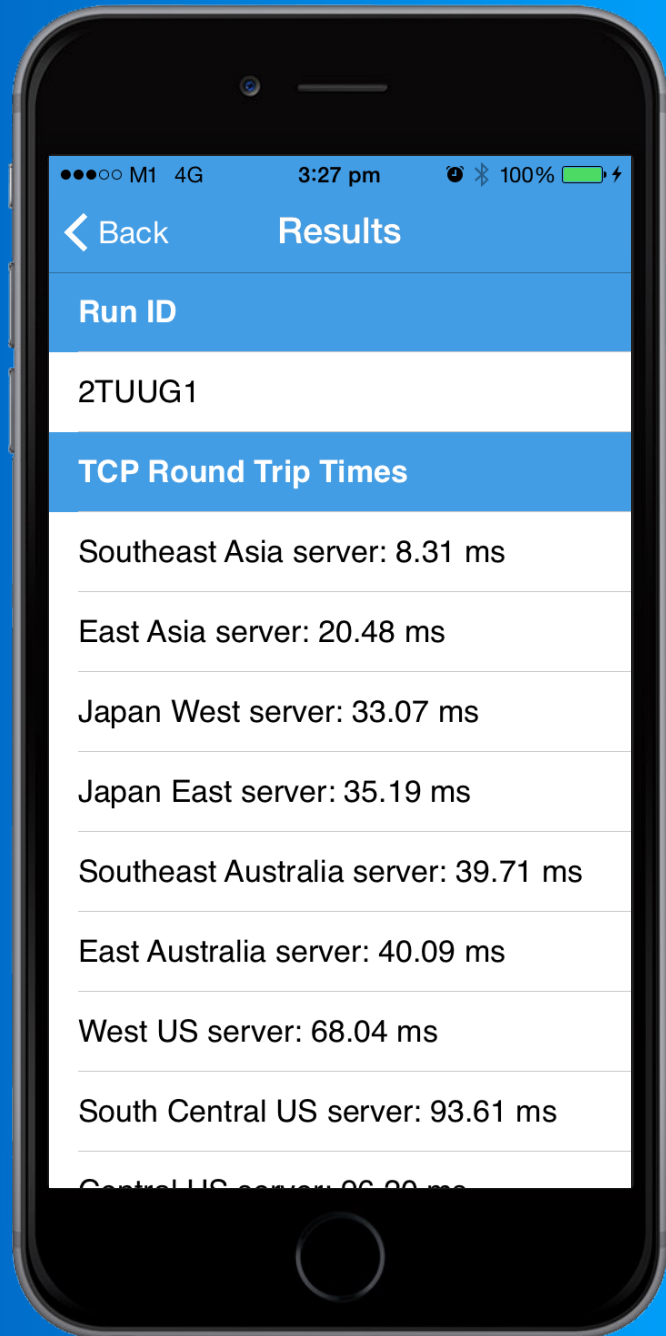 M1 4G 3:27 pm 100%
Back Results
Run ID
2TUUG1
TCP Round Trip Times
Southeast Asia server: 8.31 ms
East Asia server: 20.48 ms
Japan West server: 33.07 ms
Japan East server: 35.19 ms
Southeast Australia server: 39.71 ms
East Australia server: 40.09 ms
West US server: 68.04 ms
South Central US server: 93.61 ms
Central US server: